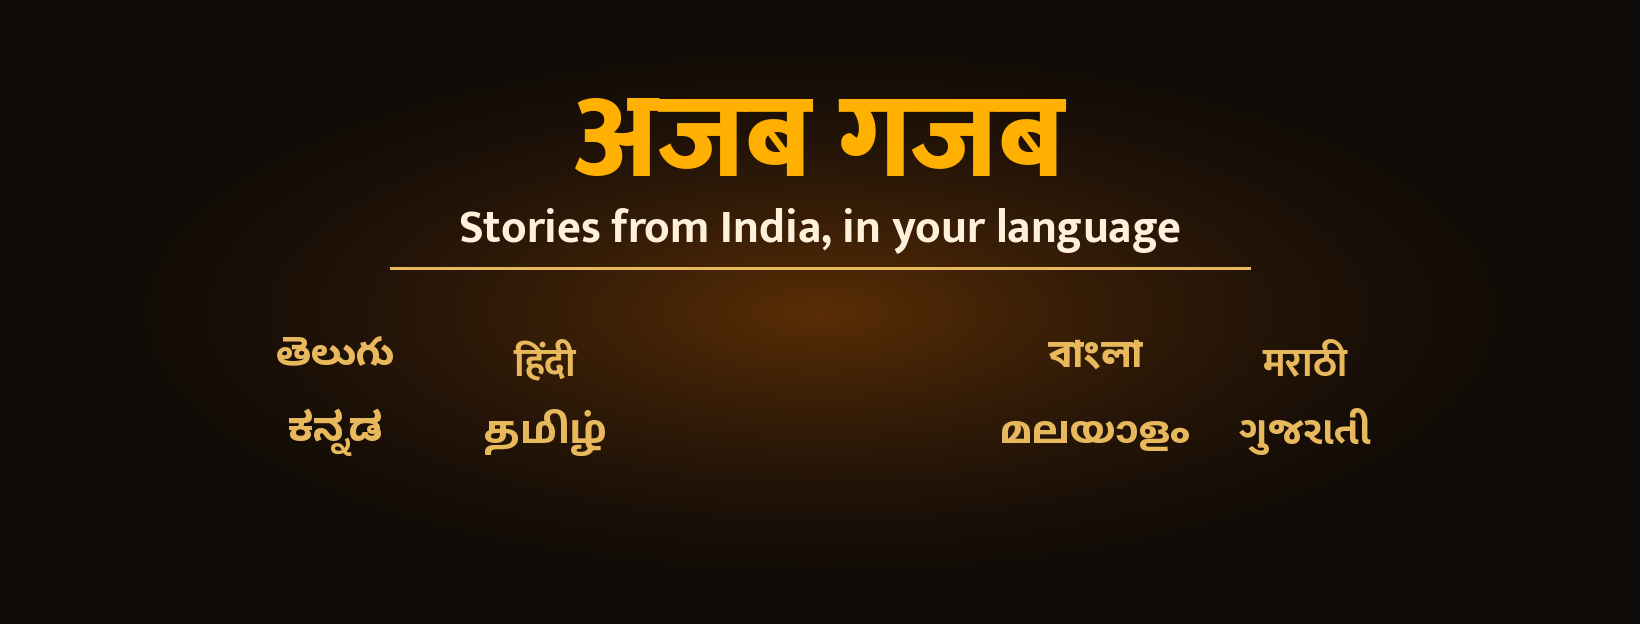 अजब गजब
Stories from India, in your language
తెలుగు हिंदी বাংলা मराठी
ಕನ್ನಡ தமிழ் മലയാളം ગુજરાતી